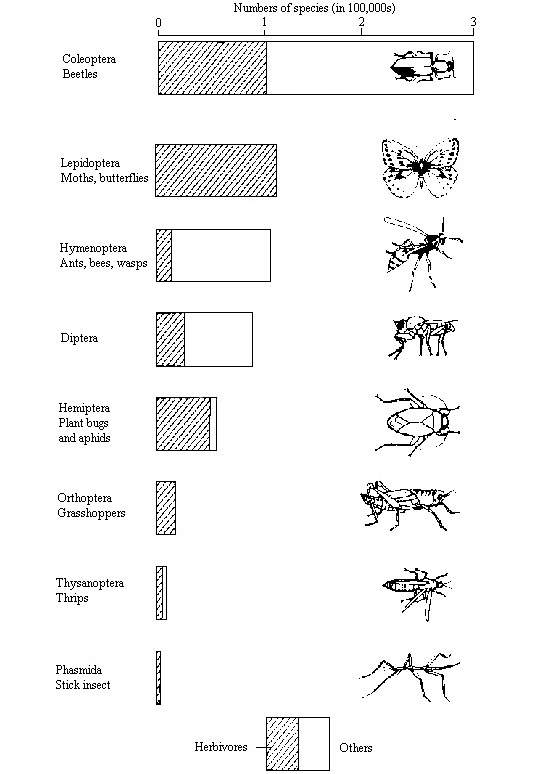 Numbers of species (in 100,000s)
0 1 2 3
Coleoptera
Beetles
Lepidoptera
Moths, butterflies
Hymenoptera
Ants, bees, wasps
Diptera
Hemiptera
Plant bugs
and aphids
Orthoptera
Grasshoppers
Thysanoptera
Thrips
Phasmida
Stick insect
Herbivores
Others